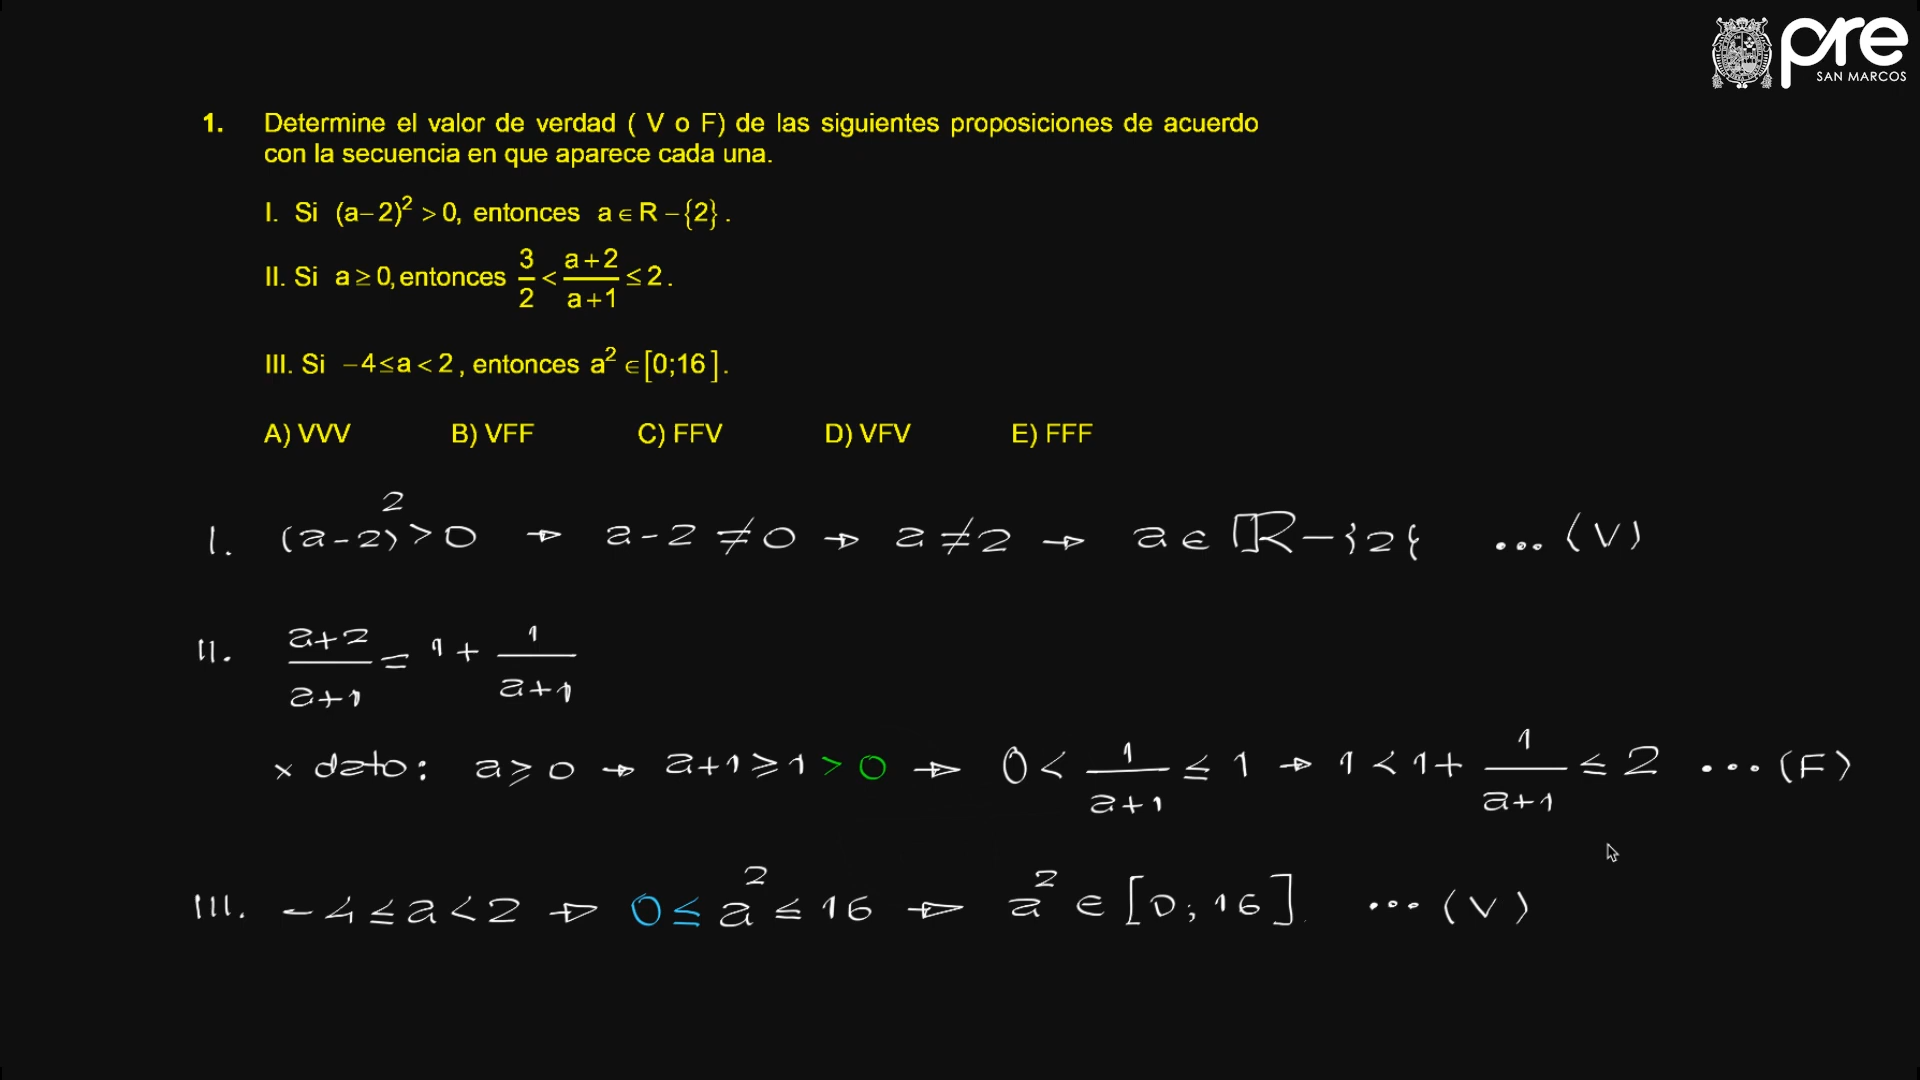 pre
SAN MARCOS
1. Determine el valor de verdad ( V o F) de las siguientes proposiciones de acuerdo
con la secuencia en que aparece cada una.
I. Si (a−2)² > 0, entonces a ∈ R − {2} .
II. Si a ≥ 0, entonces 3/2 < (a+2)/(a+1) ≤ 2 .
III. Si −4 ≤ a < 2 , entonces a² ∈ [0;16] .
A) VVV B) VFF C) FFV D) VFV E) FFF
I. (a-2)² > 0 → a-2 ≠ 0 → a ≠ 2 → a ∈ ℝ - {2} ... (V)
II. (a+2)/(a+1) = 1 + 1/(a+1)
x dato: a ≥ 0 → a+1 ≥ 1 > 0 → 0 < 1/(a+1) ≤ 1 → 1 < 1 + 1/(a+1) ≤ 2 ... (F)
III. -4 ≤ a < 2 → 0 ≤ a² ≤ 16 → a² ∈ [0; 16] ... (V)